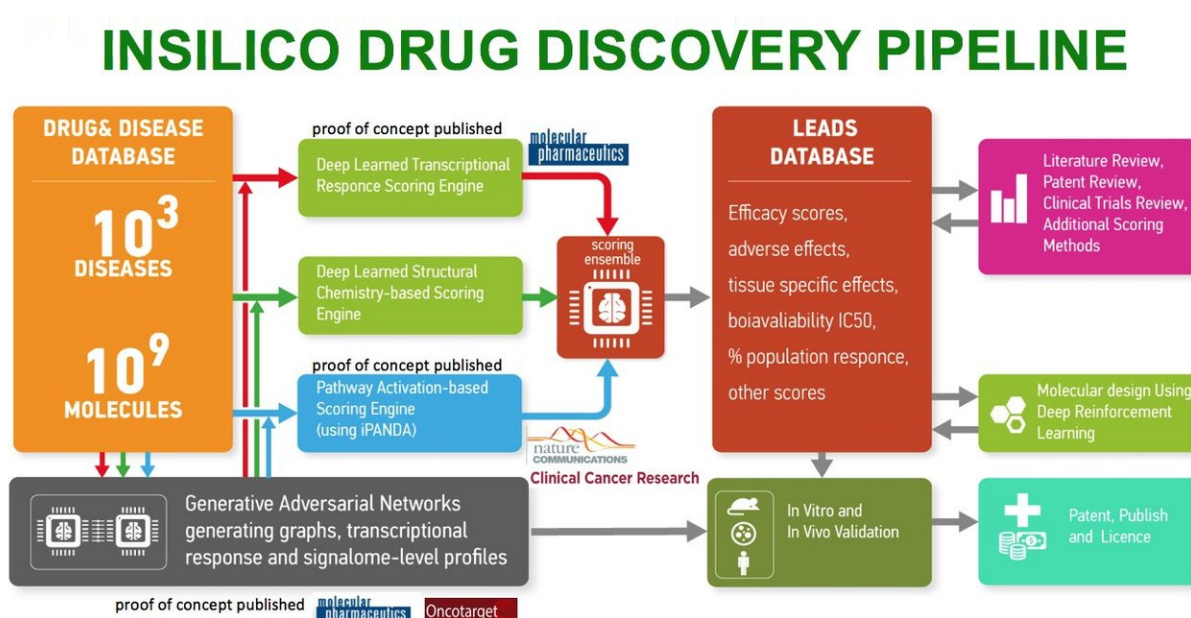 INSILICO DRUG DISCOVERY PIPELINE
DRUG& DISEASE
DATABASE
10³
DISEASES
10⁹
MOLECULES
proof of concept published
molecular
pharmaceutics
Deep Learned Transcriptional
Responce Scoring Engine
Deep Learned Structural
Chemistry-based Scoring
Engine
proof of concept published
Pathway Activation-based
Scoring Engine
(using iPANDA)
nature
COMMUNICATIONS
Clinical Cancer Research
scoring
ensemble
LEADS
DATABASE
Efficacy scores,
adverse effects,
tissue specific effects,
boiavaliability IC50,
% population responce,
other scores
Literature Review,
Patent Review,
Clinical Trials Review,
Additional Scoring
Methods
Molecular design Using
Deep Reinforcement
Learning
Generative Adversarial Networks
generating graphs, transcriptional
response and signalome-level profiles
In Vitro and
In Vivo Validation
Patent, Publish
and Licence
proof of concept published
molecular
pharmaceutics
Oncotarget